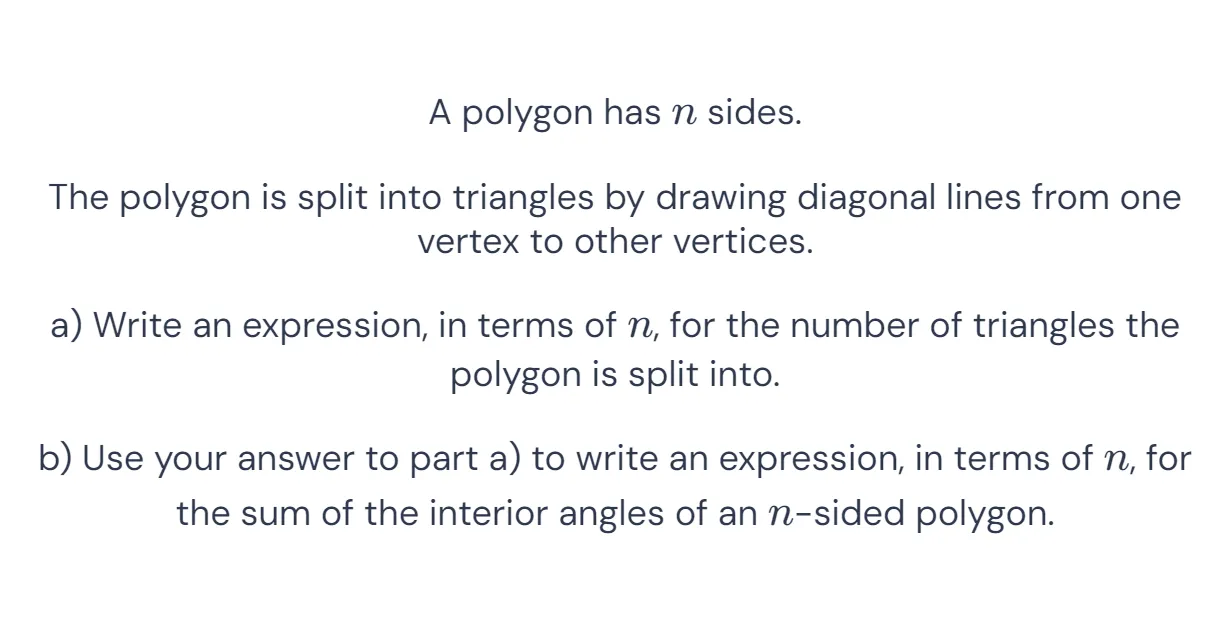 A polygon has n sides.
The polygon is split into triangles by drawing diagonal lines from one
vertex to other vertices.
a) Write an expression, in terms of n, for the number of triangles the
polygon is split into.
b) Use your answer to part a) to write an expression, in terms of n, for
the sum of the interior angles of an n-sided polygon.